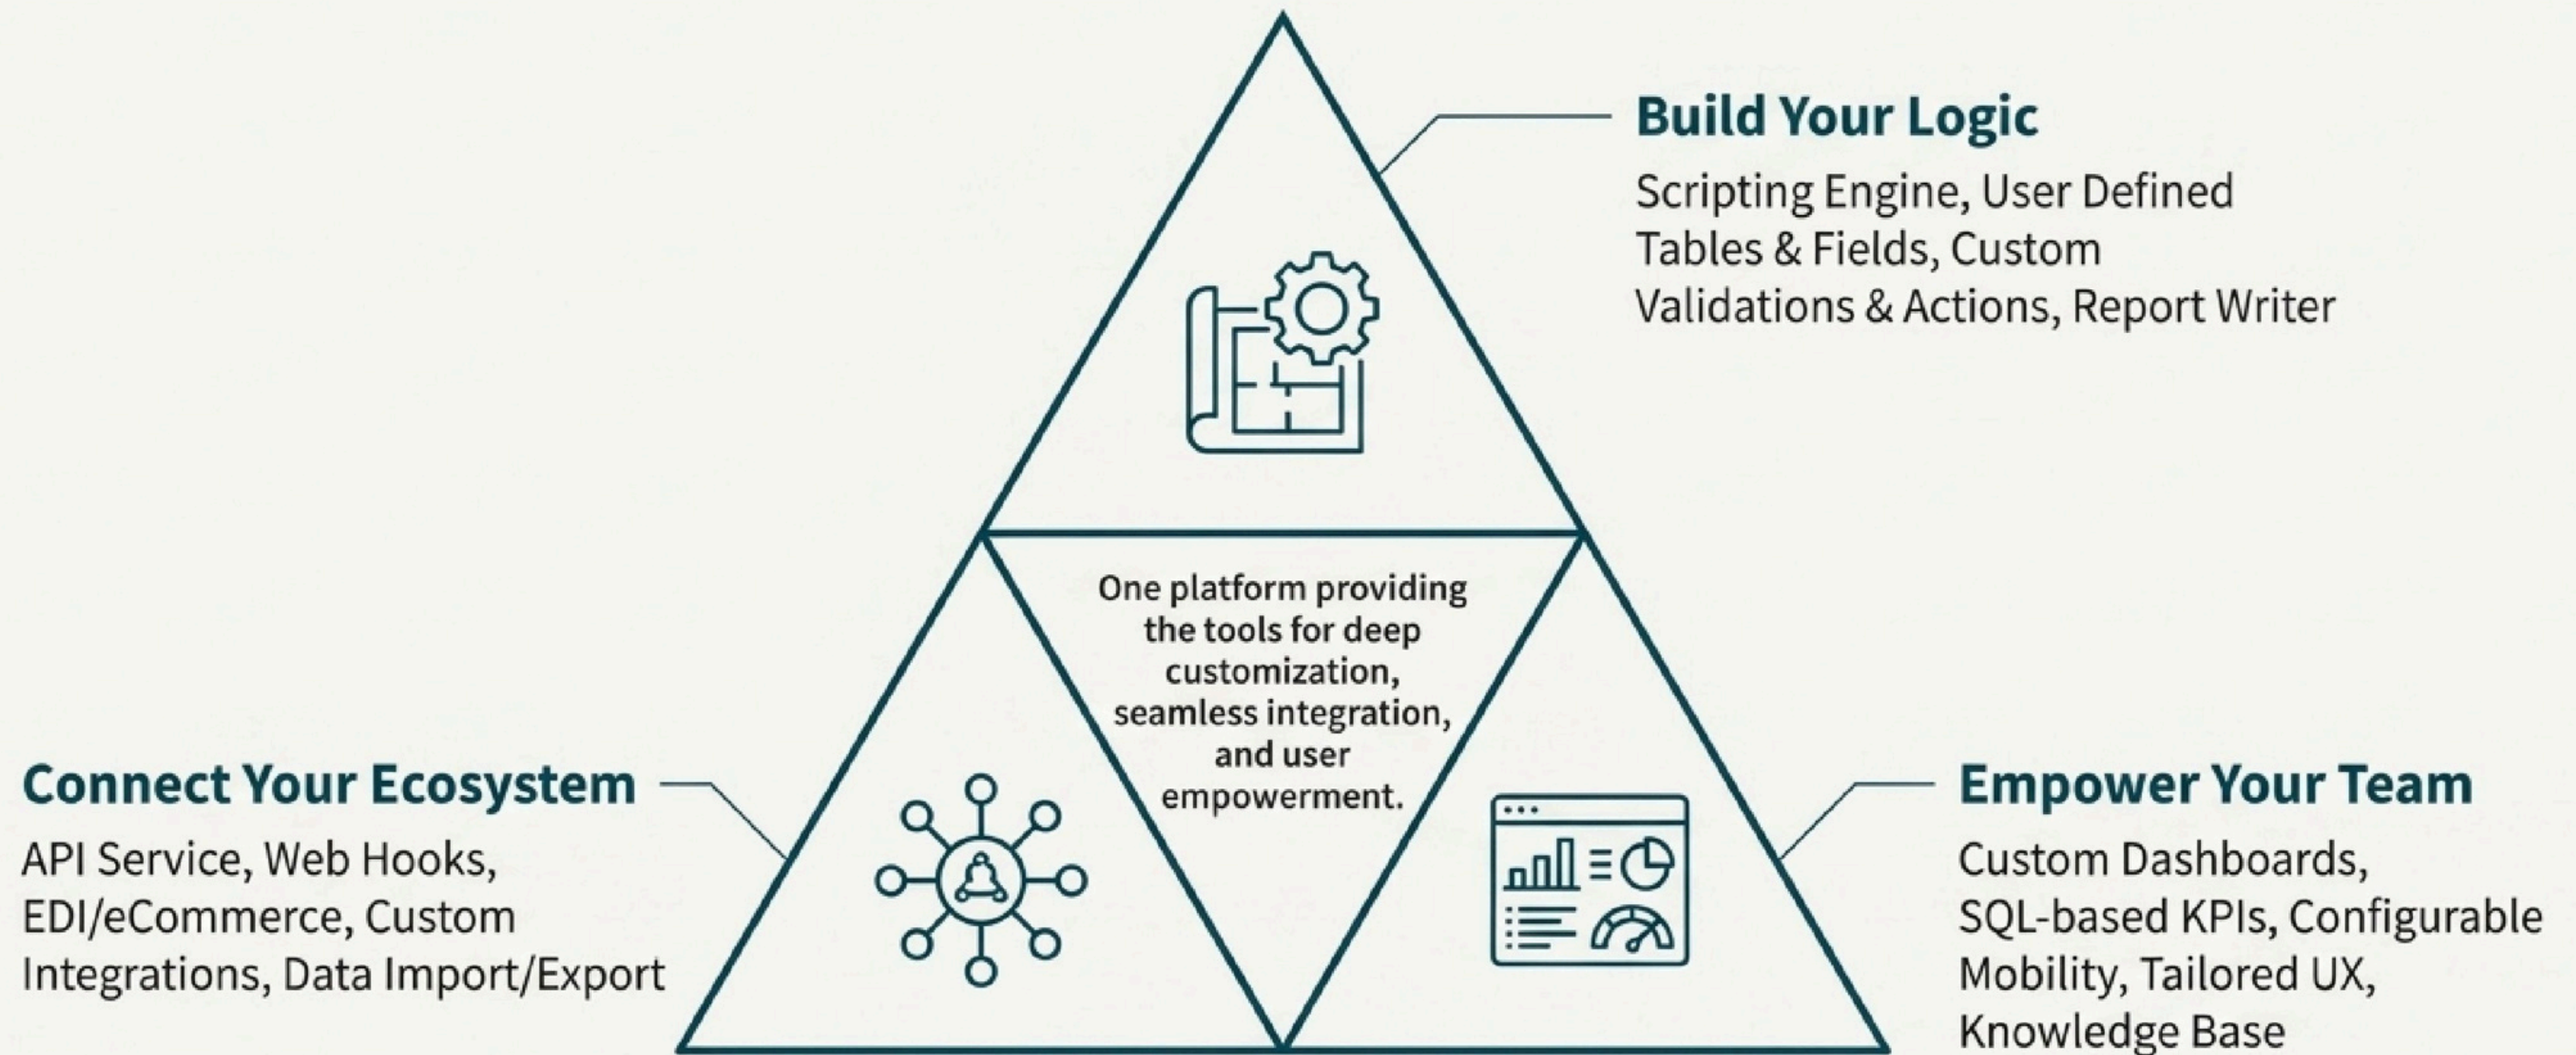 Build Your Logic
Scripting Engine, User Defined
Tables & Fields, Custom
Validations & Actions, Report Writer
One platform providing
the tools for deep
customization,
seamless integration,
and user
empowerment.
Connect Your Ecosystem
API Service, Web Hooks,
EDI/eCommerce, Custom
Integrations, Data Import/Export
Empower Your Team
Custom Dashboards,
SQL-based KPIs, Configurable
Mobility, Tailored UX,
Knowledge Base